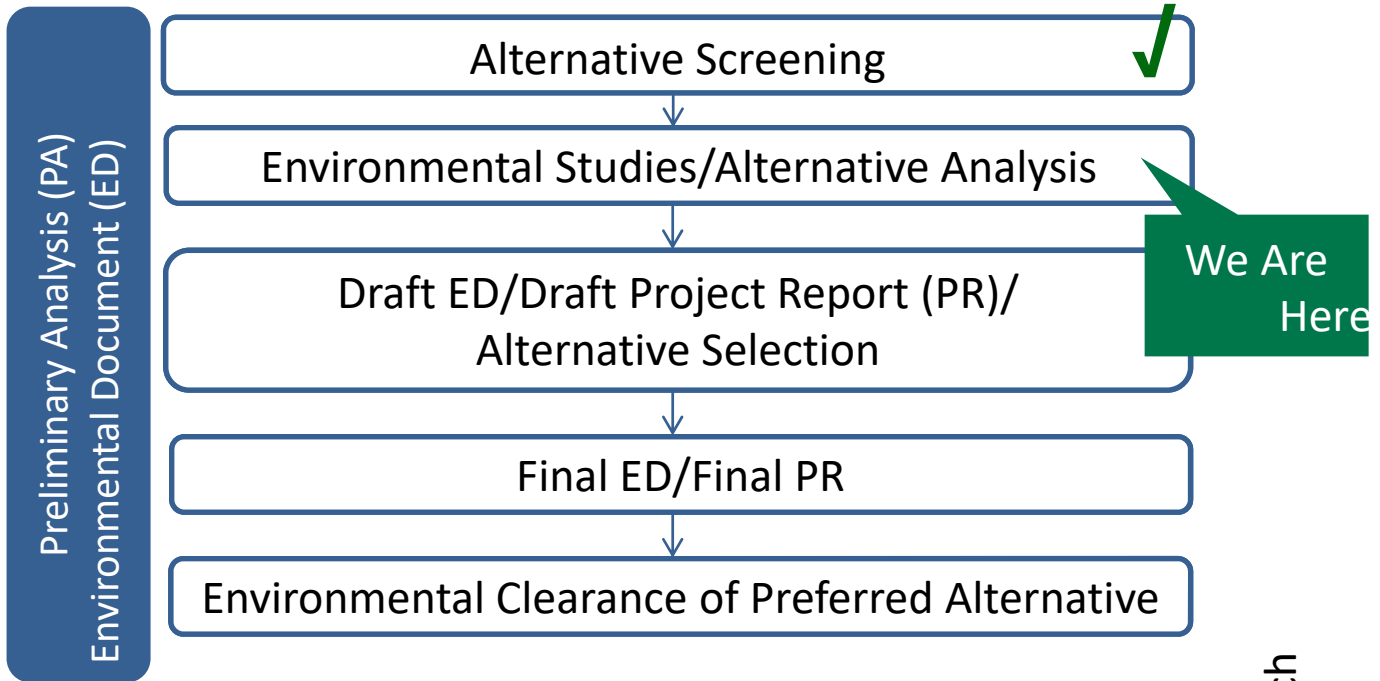 Preliminary Analysis (PA)
Environmental Document (ED)
Alternative Screening
√
Environmental Studies/Alternative Analysis
We Are
Here
Draft ED/Draft Project Report (PR)/
Alternative Selection
Final ED/Final PR
Environmental Clearance of Preferred Alternative
ch